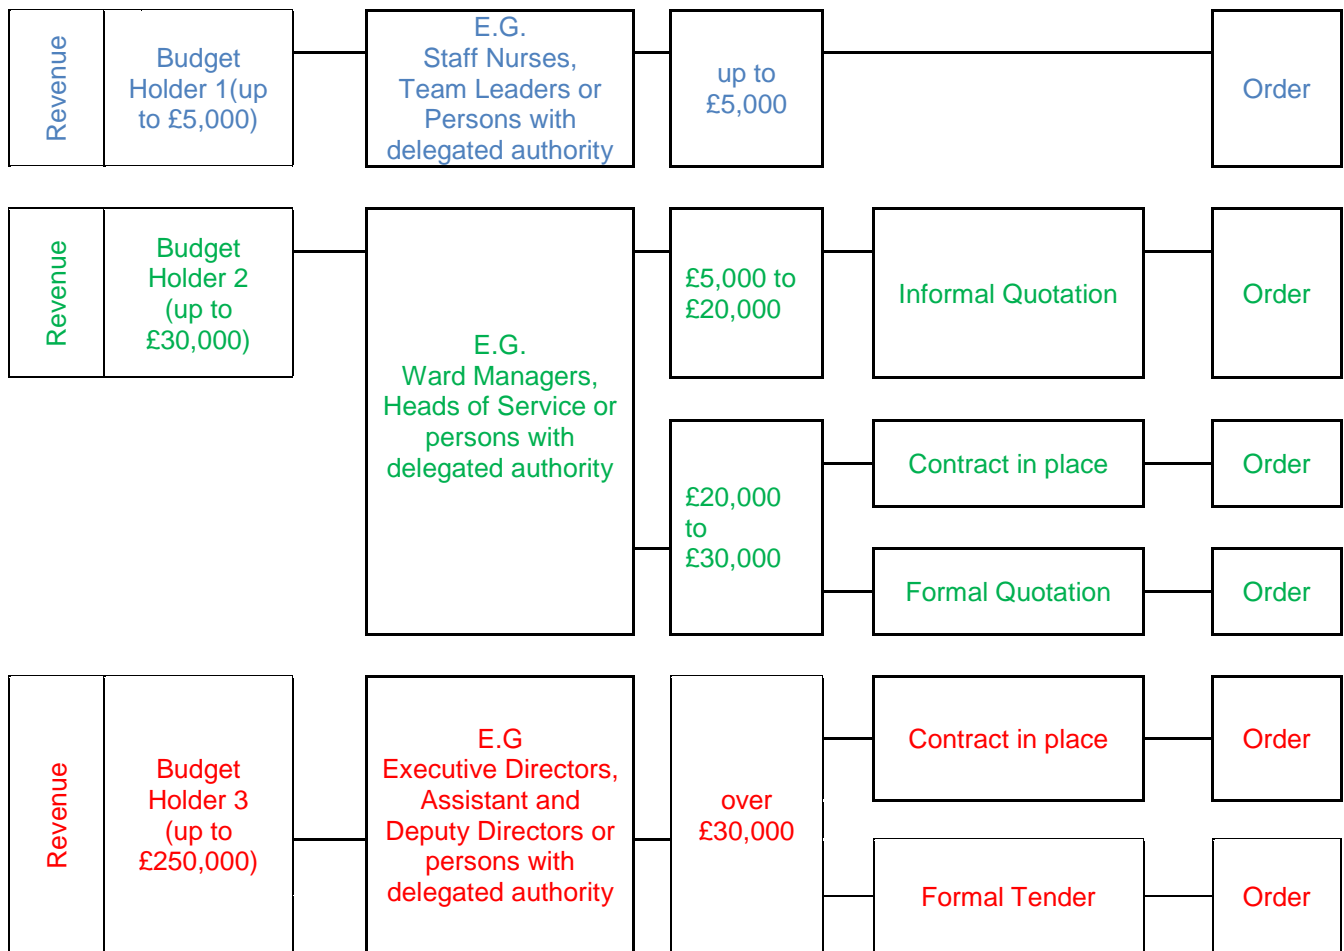 Revenue
Budget
Holder 1(up
to £5,000)
E.G.
Staff Nurses,
Team Leaders or
Persons with
delegated authority
up to
£5,000
Order
Revenue
Budget
Holder 2
(up to
£30,000)
E.G.
Ward Managers,
Heads of Service or
persons with
delegated authority
£5,000 to
£20,000
Informal Quotation
Order
£20,000
to
£30,000
Contract in place
Order
Formal Quotation
Order
Revenue
Budget
Holder 3
(up to
£250,000)
E.G
Executive Directors,
Assistant and
Deputy Directors or
persons with
delegated authority
over
£30,000
Contract in place
Order
Formal Tender
Order